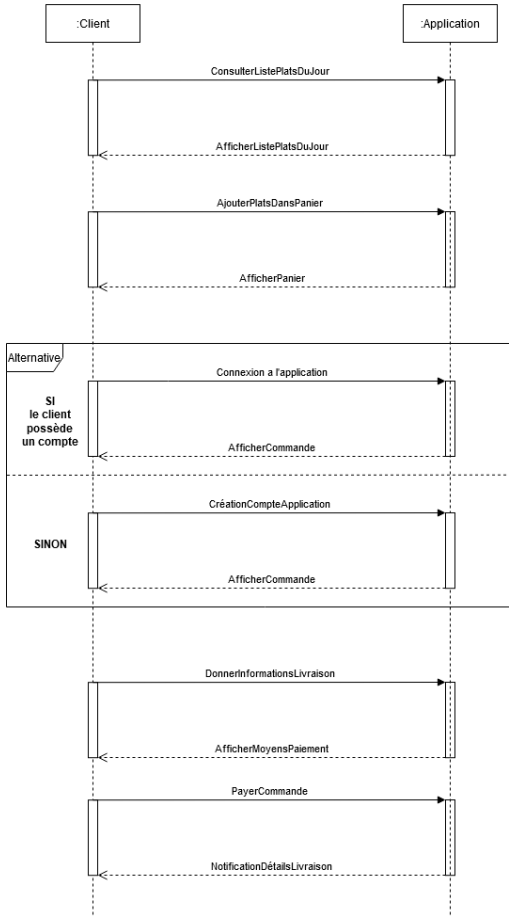 :Client
:Application
ConsulterListePlatsDuJour
AfficherListePlatsDuJour
AjouterPlatsDansPanier
AfficherPanier
Alternative
Connexion a l'application
SI
le client
possède
un compte
AfficherCommande
CréationCompteApplication
SINON
AfficherCommande
DonnerInformationsLivraison
AfficherMoyensPaiement
PayerCommande
NotificationDétailsLivraison